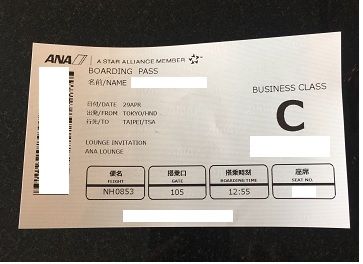 ANA A STAR ALLIANCE MEMBER
BOARDING PASS
名前/NAME
BUSINESS CLASS
C
日付/DATE 29APR
出発/FROM TOKYO/HND
行先/TO TAIPEI/TSA
LOUNGE INVITATION
ANA LOUNGE
便名 搭乗口 搭乗時刻 座席
FLIGHT GATE BOARDING TIME SEAT NO.
NH0853 105 12:55